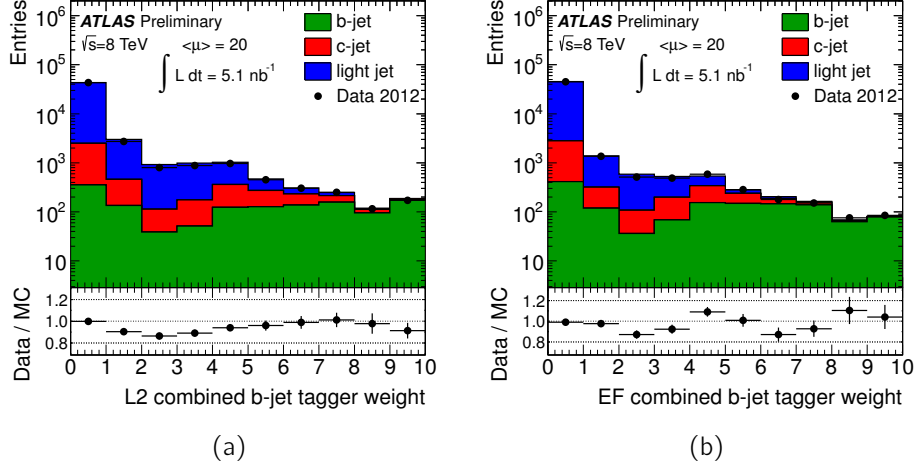 ATLAS Preliminary
√s=8 TeV
<μ> = 20
∫ L dt = 5.1 nb⁻¹
b-jet
c-jet
light jet
Data 2012
Entries
10⁶
10⁵
10⁴
10³
10²
10
Data / MC
1.2
1.0
0.8
0 1 2 3 4 5 6 7 8 9 10
L2 combined b-jet tagger weight
(a)
ATLAS Preliminary
√s=8 TeV
<μ> = 20
∫ L dt = 5.1 nb⁻¹
b-jet
c-jet
light jet
Data 2012
Entries
10⁶
10⁵
10⁴
10³
10²
10
Data / MC
1.2
1.0
0.8
0 1 2 3 4 5 6 7 8 9 10
EF combined b-jet tagger weight
(b)